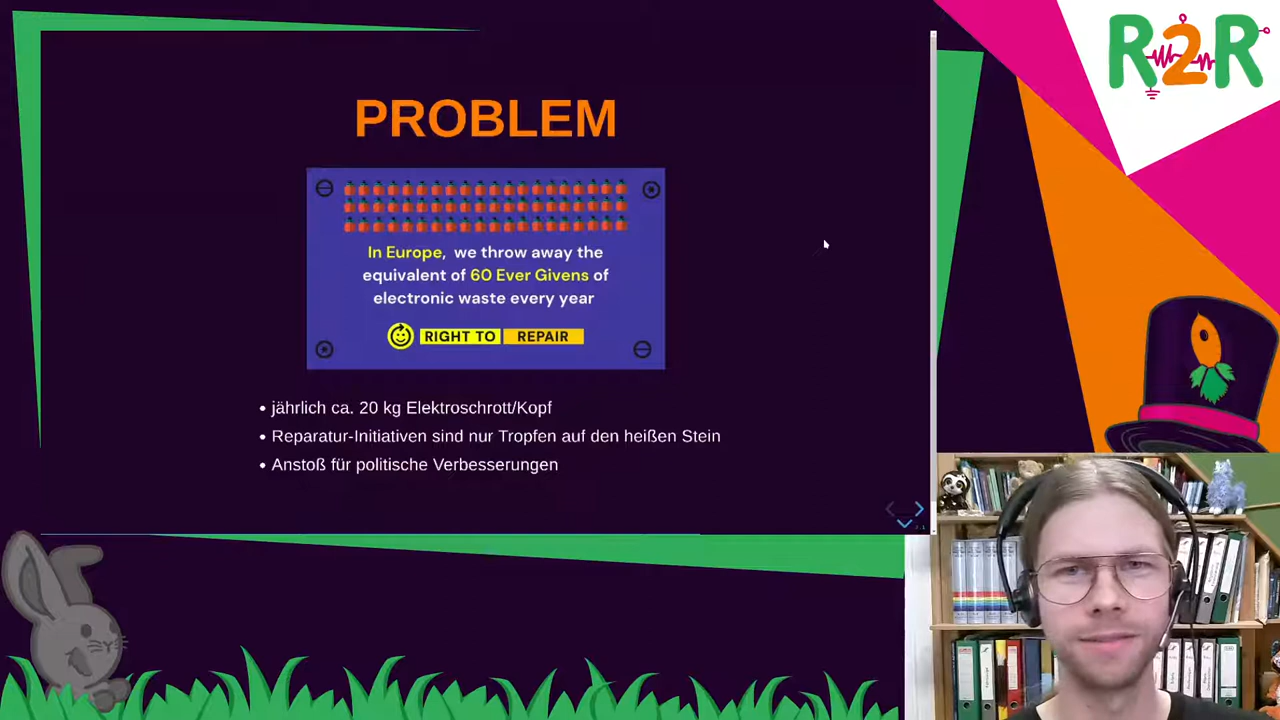 R2R
PROBLEM
In Europe, we throw away the
equivalent of 60 Ever Givens of
electronic waste every year
RIGHT TO REPAIR
• jährlich ca. 20 kg Elektroschrott/Kopf
• Reparatur-Initiativen sind nur Tropfen auf den heißen Stein
• Anstoß für politische Verbesserungen